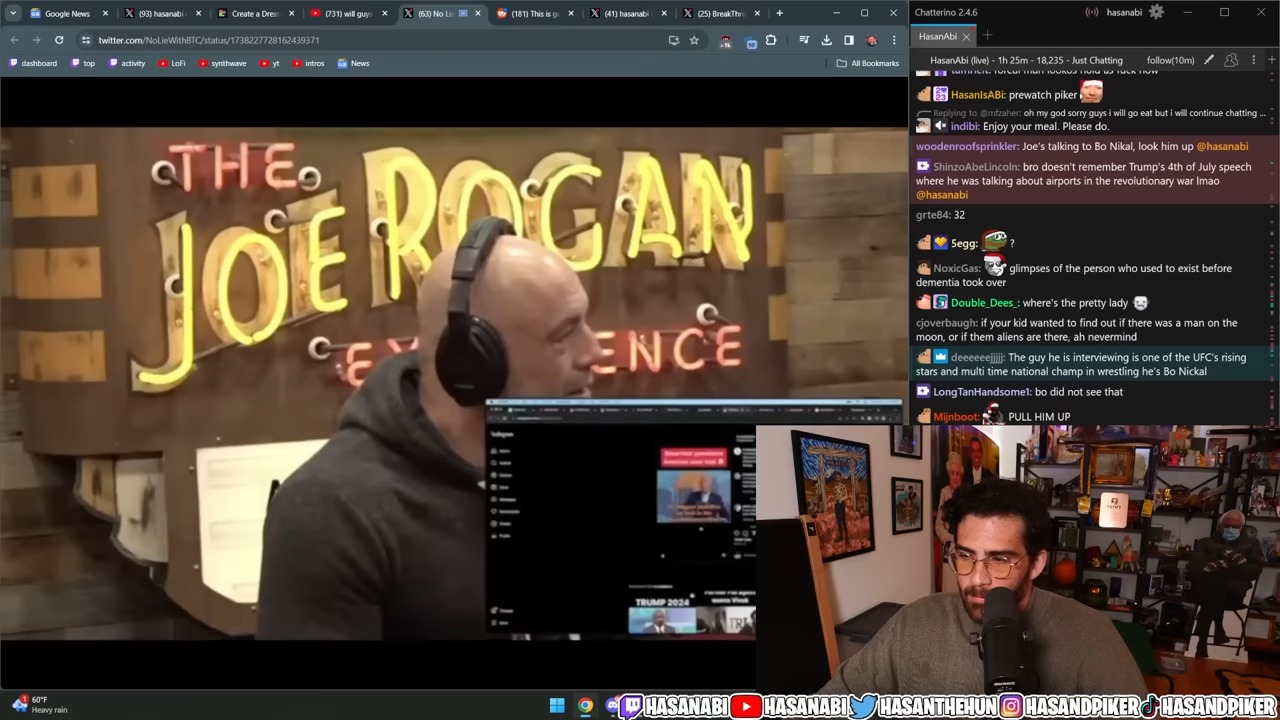 Google News
(93) hasanabi
Create a Dress
(731) will guys
(63) No Lie
(181) This is g
(41) hasanabi
(25) BreakThro
twitter.com/NoLieWithBTC/status/1738227728162439371
dashboard
top
activity
LoFi
synthwave
yt
intros
News
All Bookmarks
THE
JOE ROGAN
TRUMP 2024
60°F
Heavy rain
Chatterino 2.4.6
hasanabi
HasanAbi
HasanAbi (live) - 1h 25m - 18,235 - Just Chatting
follow(10m)
HasanIsABi: prewatch piker
Replying to @mfzaher: oh my god sorry guys i will go eat but i will continue chatting ...
indibi: Enjoy your meal. Please do.
woodenroofsprinkler: Joe's talking to Bo Nikal, look him up @hasanabi
ShinzoAbeLincoln: bro doesn't remember Trump's 4th of July speech
where he was talking about airports in the revolutionary war lmao
@hasanabi
grte84: 32
5egg: ?
NoxicGas: glimpses of the person who used to exist before
dementia took over
Double_Dees_: where's the pretty lady
cjoverbaugh: if your kid wanted to find out if there was a man on the
moon, or if them aliens are there, ah nevermind
deeeeeejjjjj: The guy he is interviewing is one of the UFC's rising
stars and multi time national champ in wrestling he's Bo Nickal
LongTanHandsome1: bo did not see that
Mijnboot: PULL HIM UP
HASANABI
HASANABI
HASANTHEHUN
HASANDPIKER
HASANDPIKER